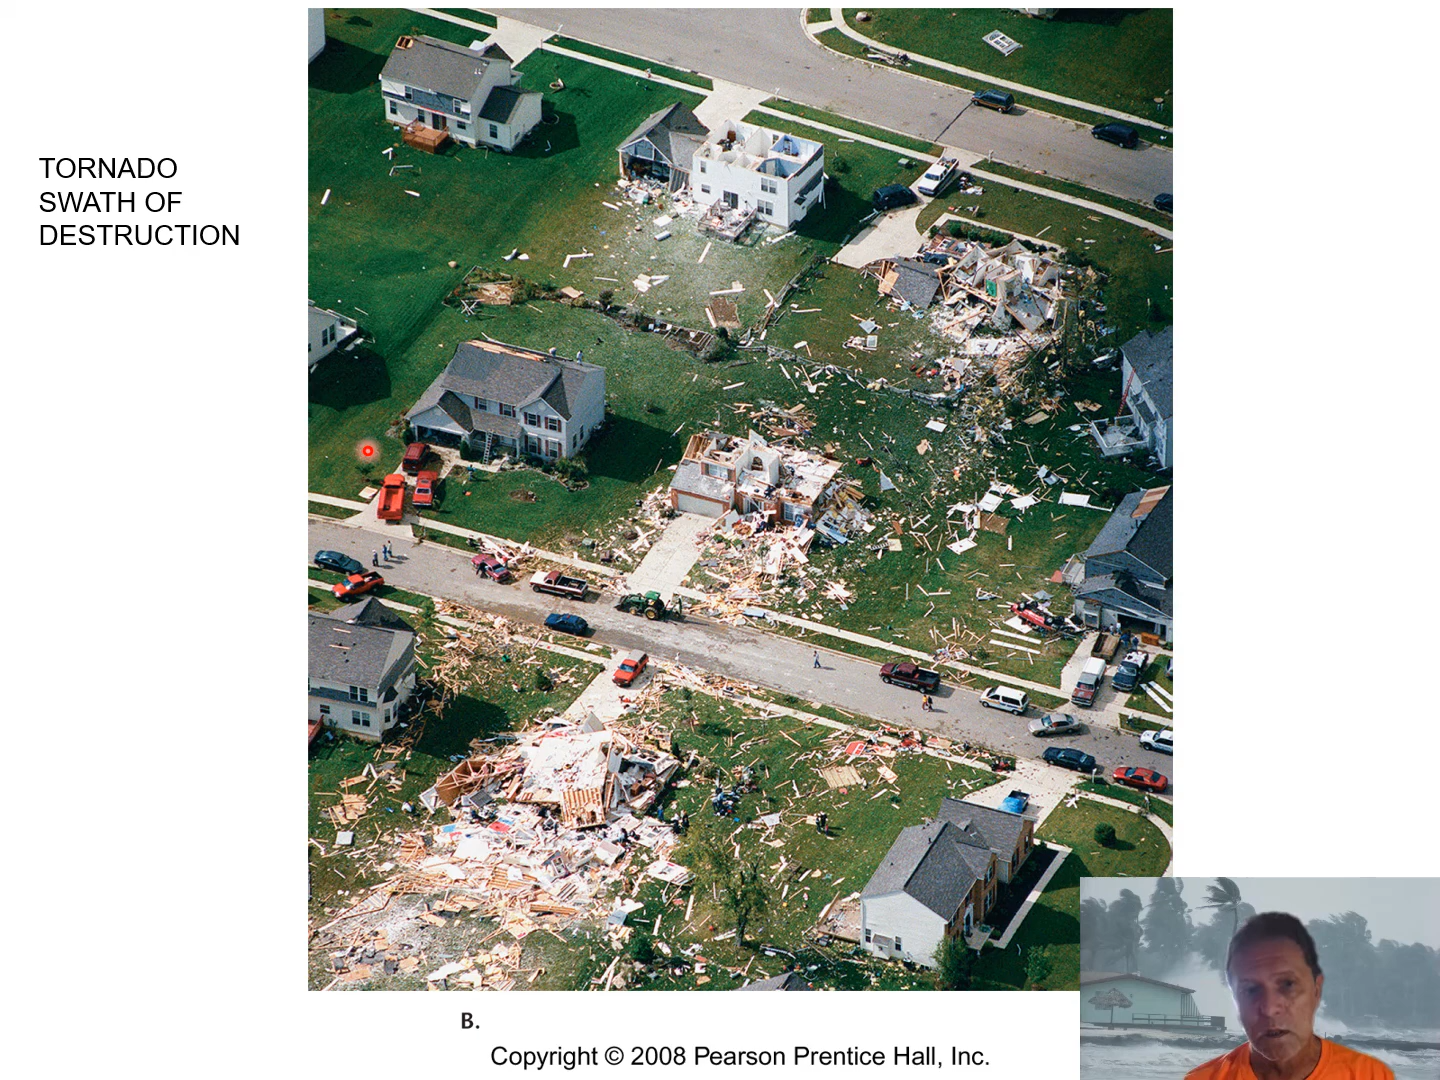 TORNADO
SWATH OF
DESTRUCTION
B.
Copyright © 2008 Pearson Prentice Hall, Inc.